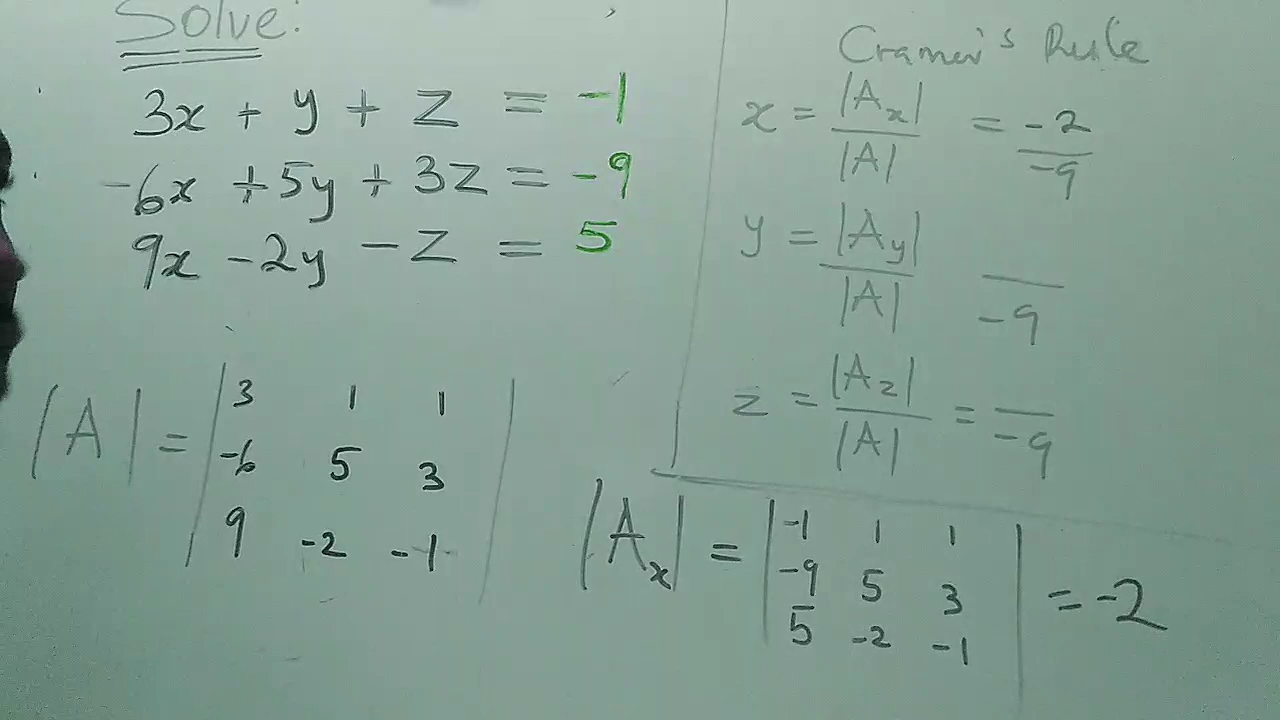 Solve:
3x + y + z = -1
-6x + 5y + 3z = -9
9x - 2y - z = 5
|A| = | 3 1 1 |
-6 5 3
9 -2 -1
Cramer's Rule
x = |Ax| / |A| = -2 / -9
y = |Ay| / |A| / -9
z = |Az| / |A| = / -9
|Ax| = | -1 1 1 | = -2
-9 5 3
5 -2 -1